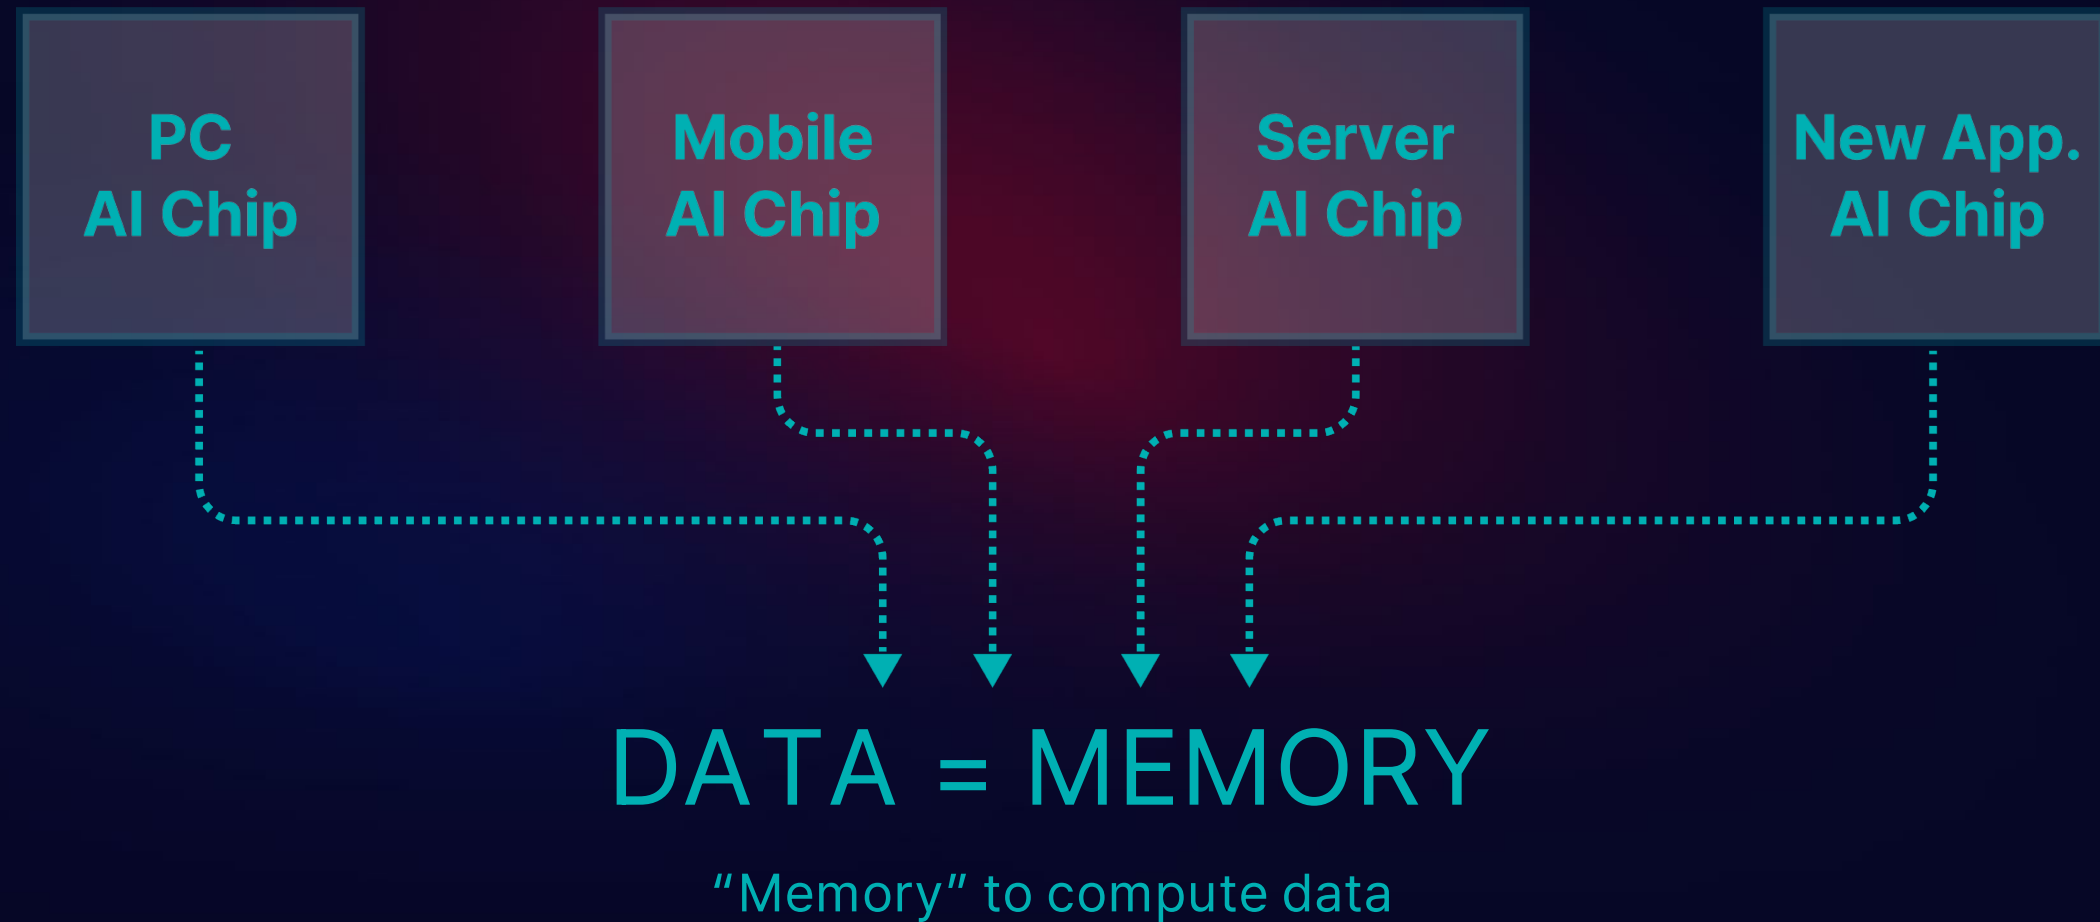 PC
AI Chip
Mobile
AI Chip
Server
AI Chip
New App.
AI Chip
DATA = MEMORY
“Memory” to compute data